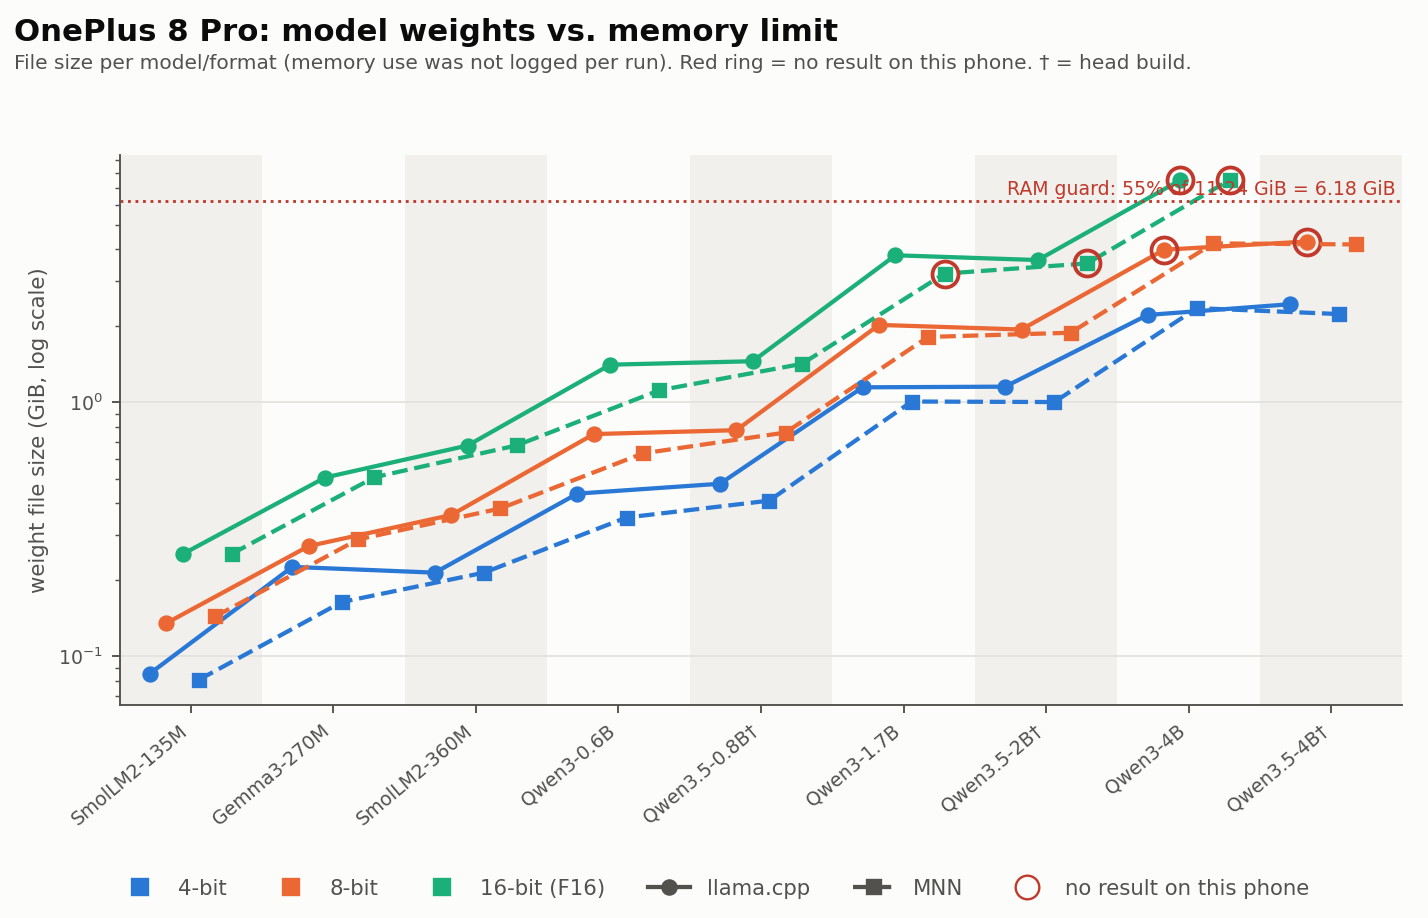 OnePlus 8 Pro: model weights vs. memory limit
File size per model/format (memory use was not logged per run). Red ring = no result on this phone. † = head build.
RAM guard: 55% of 11.24 GiB = 6.18 GiB
weight file size (GiB, log scale)
10⁰
10⁻¹
SmolLM2-135M
Gemma3-270M
SmolLM2-360M
Qwen3-0.6B
Qwen3.5-0.8B†
Qwen3-1.7B
Qwen3.5-2B†
Qwen3-4B
Qwen3.5-4B†
4-bit 8-bit 16-bit (F16) llama.cpp MNN no result on this phone